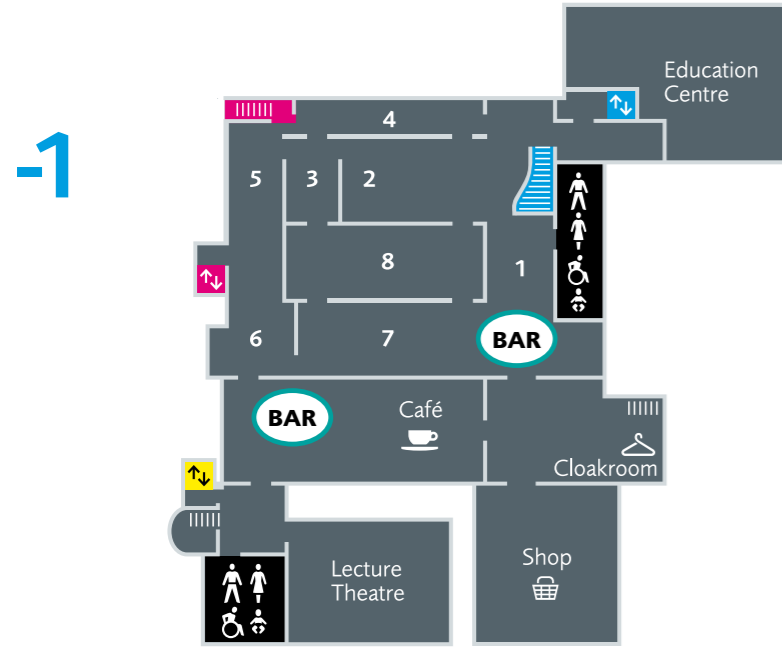 -1
Education
Centre
4
5
3
2
8
1
6
7
BAR
BAR
Café
Cloakroom
Shop
Lecture
Theatre